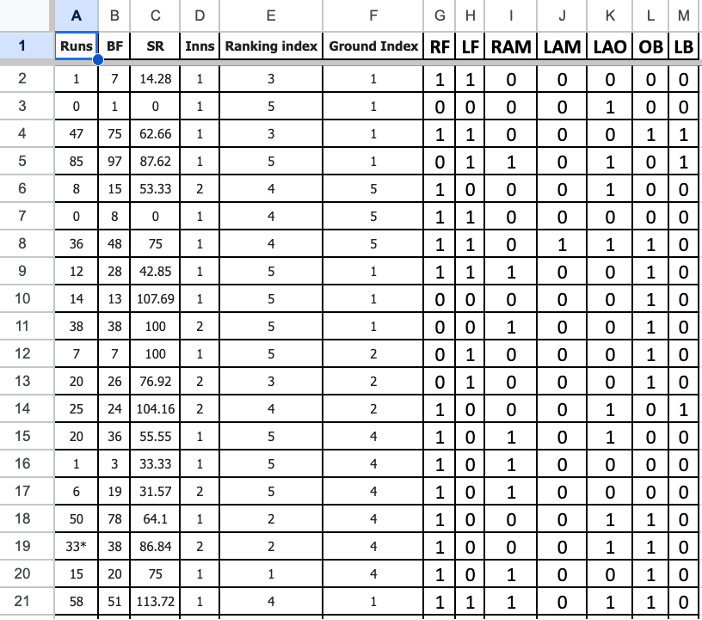 A B C D E F G H I J K L M
1 Runs BF SR Inns Ranking index Ground Index RF LF RAM LAM LAO OB LB
2 1 7 14.28 1 3 1 1 1 0 0 0 0 0
3 0 1 0 1 5 1 0 0 0 0 1 0 0
4 47 75 62.66 1 3 1 1 1 0 0 0 1 1
5 85 97 87.62 1 5 1 0 1 1 0 1 0 1
6 8 15 53.33 2 4 5 1 0 0 0 1 0 0
7 0 8 0 1 4 5 1 1 0 0 0 0 0
8 36 48 75 1 4 5 1 1 0 1 1 1 0
9 12 28 42.85 1 5 1 1 1 1 0 0 1 0
10 14 13 107.69 1 5 1 0 0 0 0 0 1 0
11 38 38 100 2 5 1 0 0 1 0 0 1 0
12 7 7 100 1 5 2 0 1 0 0 0 1 0
13 20 26 76.92 2 3 2 0 1 0 0 0 1 0
14 25 24 104.16 2 4 2 1 0 0 0 1 0 1
15 20 36 55.55 1 5 4 1 0 1 0 1 0 0
16 1 3 33.33 1 5 4 1 0 1 0 0 0 0
17 6 19 31.57 2 5 4 1 0 1 0 0 0 0
18 50 78 64.1 1 2 4 1 0 0 0 1 1 0
19 33* 38 86.84 2 2 4 1 0 0 0 1 1 0
20 15 20 75 1 1 4 1 0 1 0 0 1 0
21 58 51 113.72 1 4 1 1 1 1 0 1 1 0